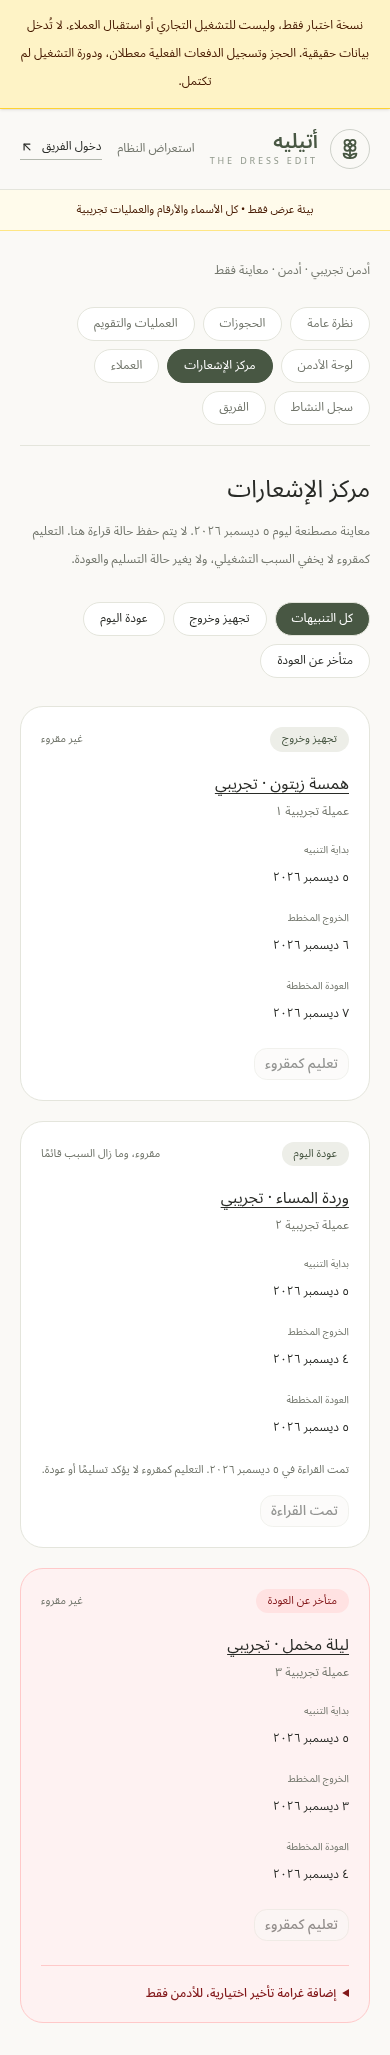 نسخة اختبار فقط، وليست للتشغيل التجاري أو استقبال العملاء. لا تُدخل
بيانات حقيقية. الحجز وتسجيل الدفعات الفعلية معطلان، ودورة التشغيل لم
تكتمل.
أتيليه
THE DRESS EDIT
استعراض النظام
دخول الفريق
بيئة عرض فقط • كل الأسماء والأرقام والعمليات تجريبية
أدمن تجريبي · أدمن · معاينة فقط
نظرة عامة
الحجوزات
العمليات والتقويم
لوحة الأدمن
مركز الإشعارات
العملاء
سجل النشاط
الفريق
مركز الإشعارات
معاينة مصطنعة ليوم ٥ ديسمبر ٢٠٢٦. لا يتم حفظ حالة قراءة هنا. التعليم
كمقروء لا يخفي السبب التشغيلي، ولا يغير حالة التسليم والعودة.
كل التنبيهات
تجهيز وخروج
عودة اليوم
متأخر عن العودة
تجهيز وخروج
غير مقروء
همسة زيتون · تجريبي
عميلة تجريبية ١
بداية التنبيه
٥ ديسمبر ٢٠٢٦
الخروج المخطط
٦ ديسمبر ٢٠٢٦
العودة المخططة
٧ ديسمبر ٢٠٢٦
تعليم كمقروء
عودة اليوم
مقروء، وما زال السبب قائمًا
وردة المساء · تجريبي
عميلة تجريبية ٢
بداية التنبيه
٥ ديسمبر ٢٠٢٦
الخروج المخطط
٤ ديسمبر ٢٠٢٦
العودة المخططة
٥ ديسمبر ٢٠٢٦
تمت القراءة في ٥ ديسمبر ٢٠٢٦. التعليم كمقروء لا يؤكد تسليمًا أو عودة.
تمت القراءة
متأخر عن العودة
غير مقروء
ليلة مخمل · تجريبي
عميلة تجريبية ٣
بداية التنبيه
٥ ديسمبر ٢٠٢٦
الخروج المخطط
٣ ديسمبر ٢٠٢٦
العودة المخططة
٤ ديسمبر ٢٠٢٦
تعليم كمقروء
إضافة غرامة تأخير اختيارية، للأدمن فقط